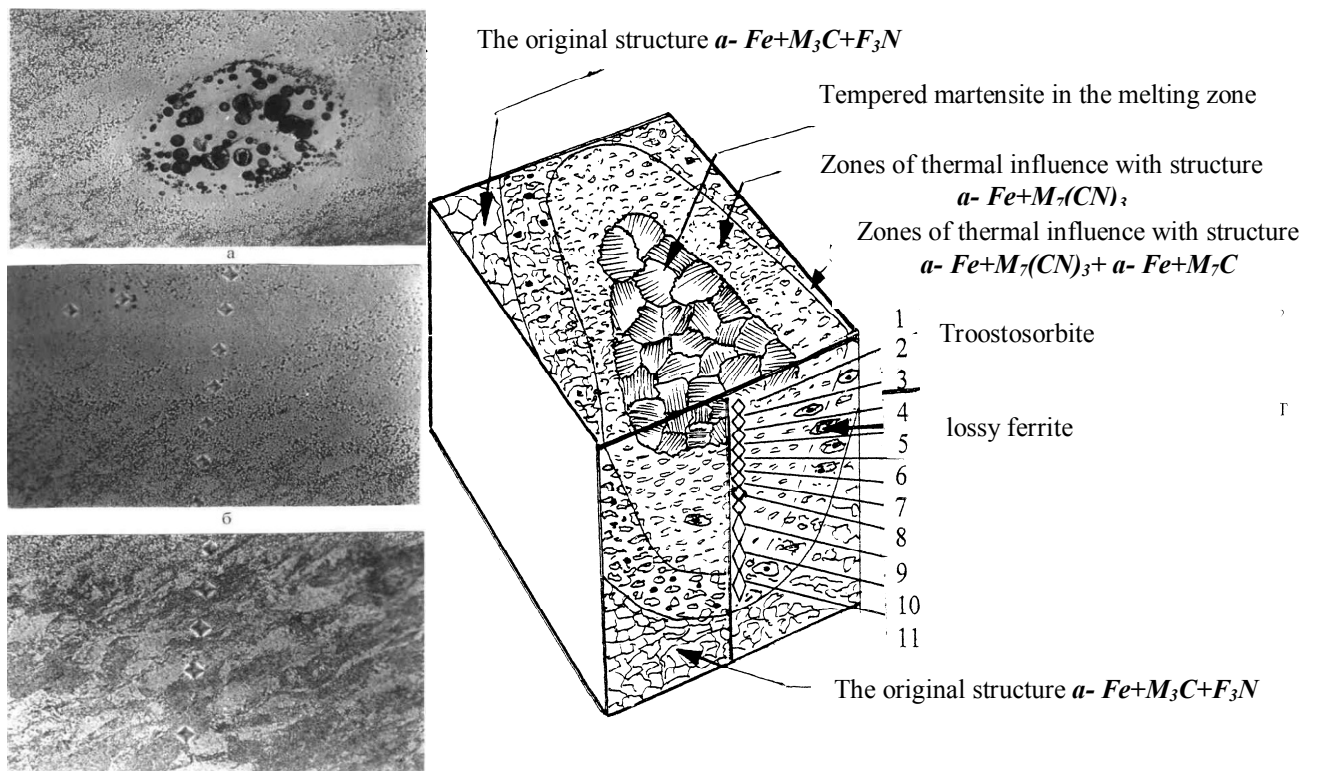 The original structure a- Fe+M₃C+F₃N
Tempered martensite in the melting zone
Zones of thermal influence with structure
a- Fe+M₇(CN)₃
Zones of thermal influence with structure
a- Fe+M₇(CN)₃+ a- Fe+M₇C
а
б
1
2
3
4
5
6
7
8
9
10
11
Troostosorbite
lossy ferrite
The original structure a- Fe+M₃C+F₃N